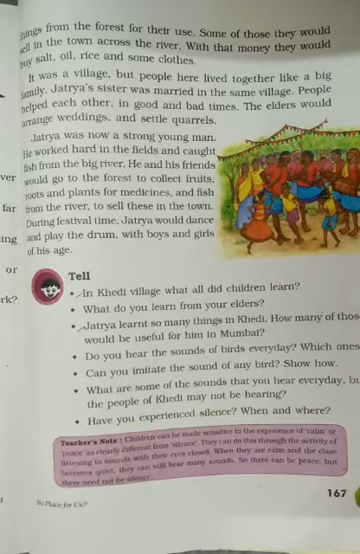 things from the forest for their use. Some of those they would
sell in the town across the river. With that money they would
buy salt, oil, rice and some clothes.
It was a village, but people here lived together like a big
family. Jatrya's sister was married in the same village. People
helped each other, in good and bad times. The elders would
arrange weddings, and settle quarrels.
Jatrya was now a strong young man.
He worked hard in the fields and caught
fish from the big river. He and his friends
would go to the forest to collect fruits,
roots and plants for medicines, and fish
from the river, to sell these in the town.
During festival time, Jatrya would dance
and play the drum, with boys and girls
of his age.
ver
far
ing
or
rk?
Tell
• In Khedi village what all did children learn?
• What do you learn from your elders?
• Jatrya learnt so many things in Khedi. How many of thos
would be useful for him in Mumbai?
• Do you hear the sounds of birds everyday? Which ones
• Can you imitate the sound of any bird? Show how.
• What are some of the sounds that you hear everyday, bu
the people of Khedi may not be hearing?
• Have you experienced silence? When and where?
Teacher's Note : Children can be made sensitive to the experience of 'calm' or
'peace' as clearly different from 'silence'. They can do this through the activity of
listening to sounds with their eyes closed. When they are calm and the class
becomes quiet, they can still hear many sounds. So there can be peace, but
there need not be silence.
No Place for Us?
167